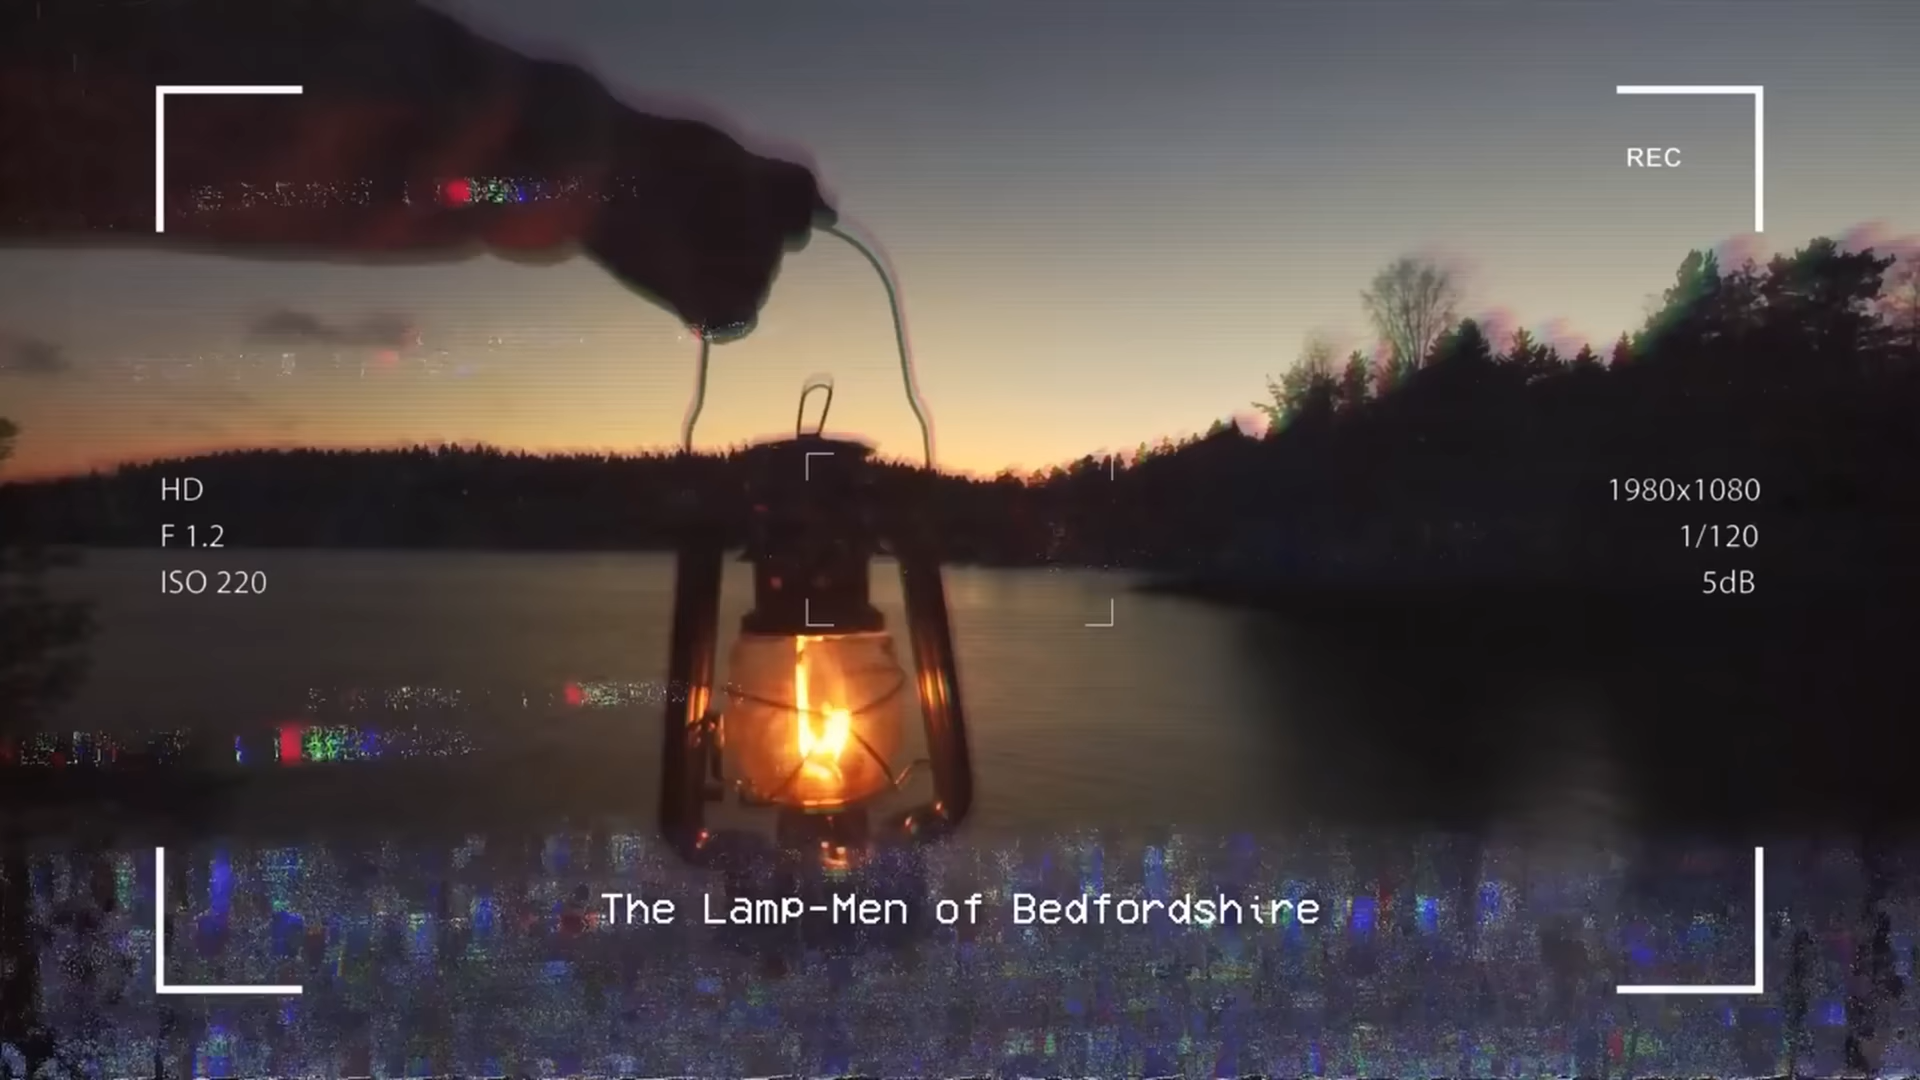 REC
HD
F 1.2
ISO 220
1980x1080
1/120
5dB
The Lamp-Men of Bedfordshire